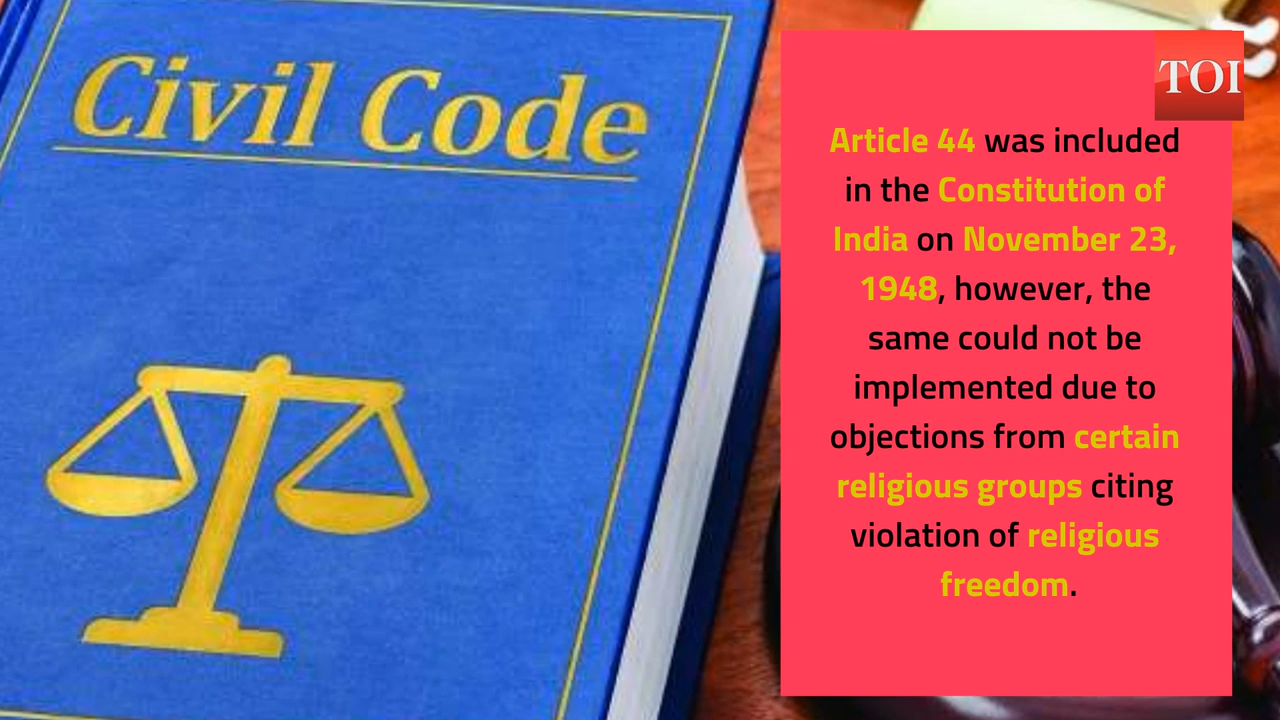 Civil Code
TOI
Article 44 was included
in the Constitution of
India on November 23,
1948, however, the
same could not be
implemented due to
objections from certain
religious groups citing
violation of religious
freedom.